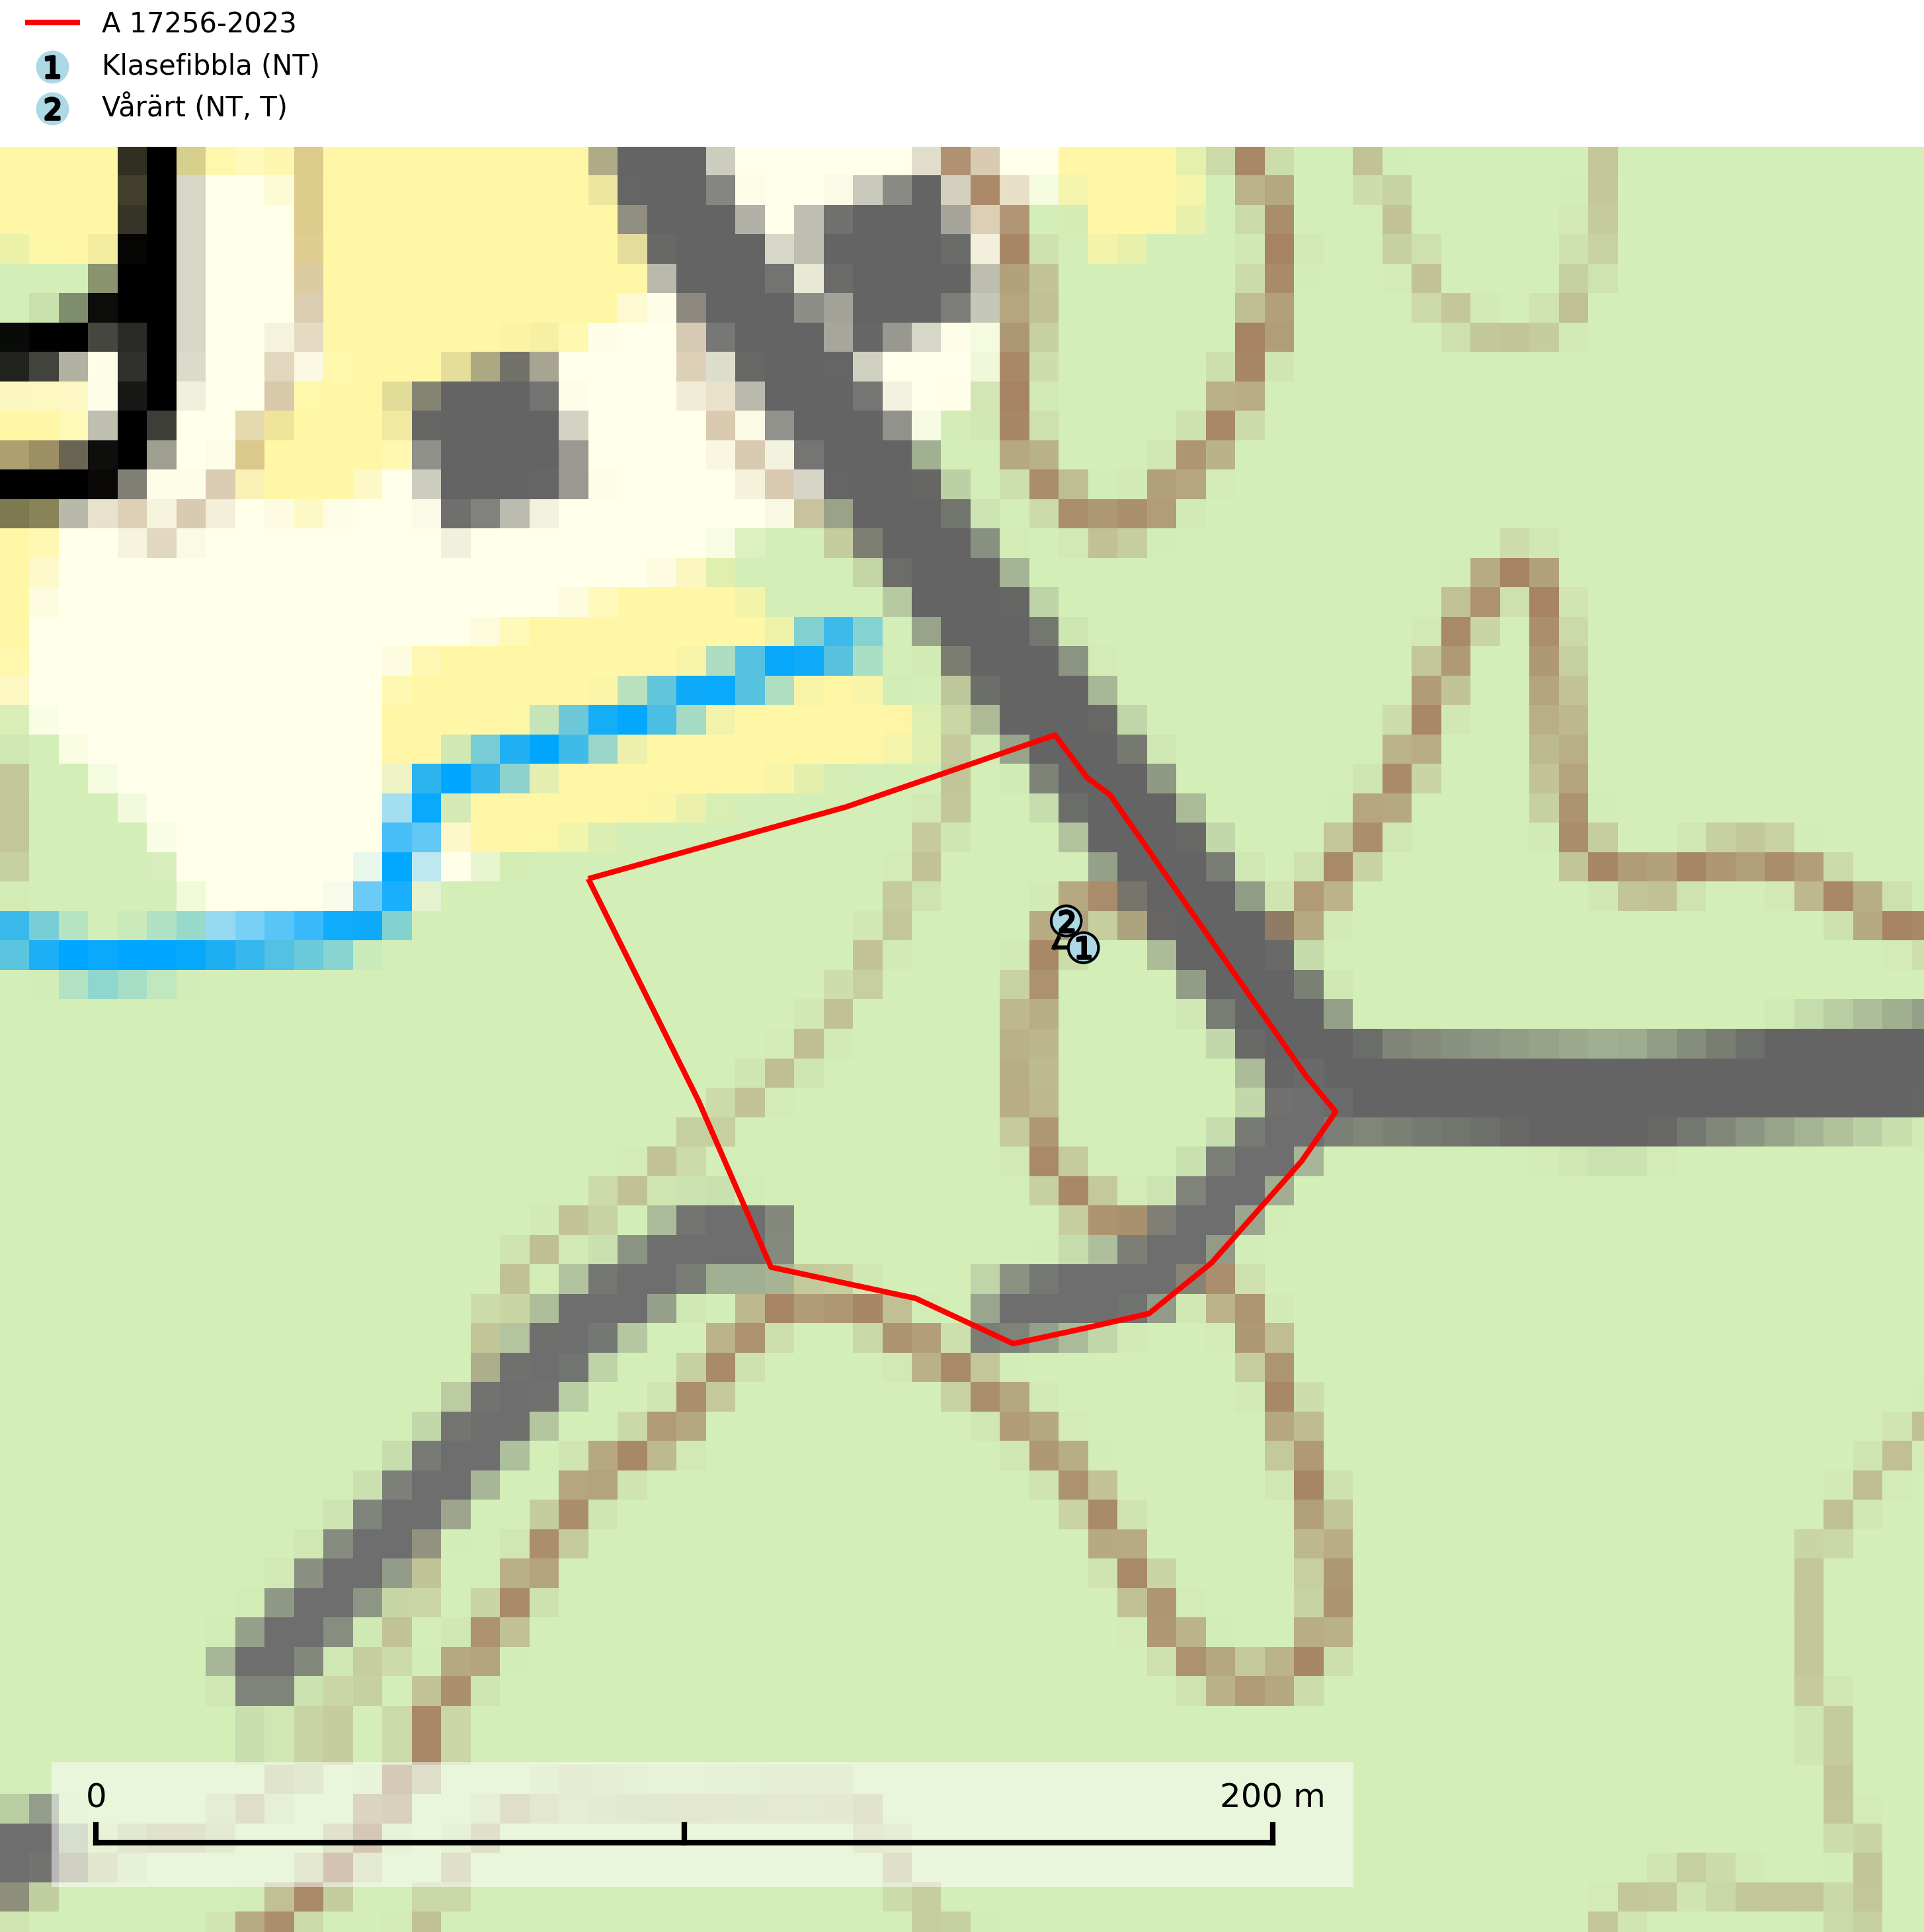 A 17256-2023
1 Klasefibbla (NT)
2 Vårärt (NT, T)
2
1
0 200 m